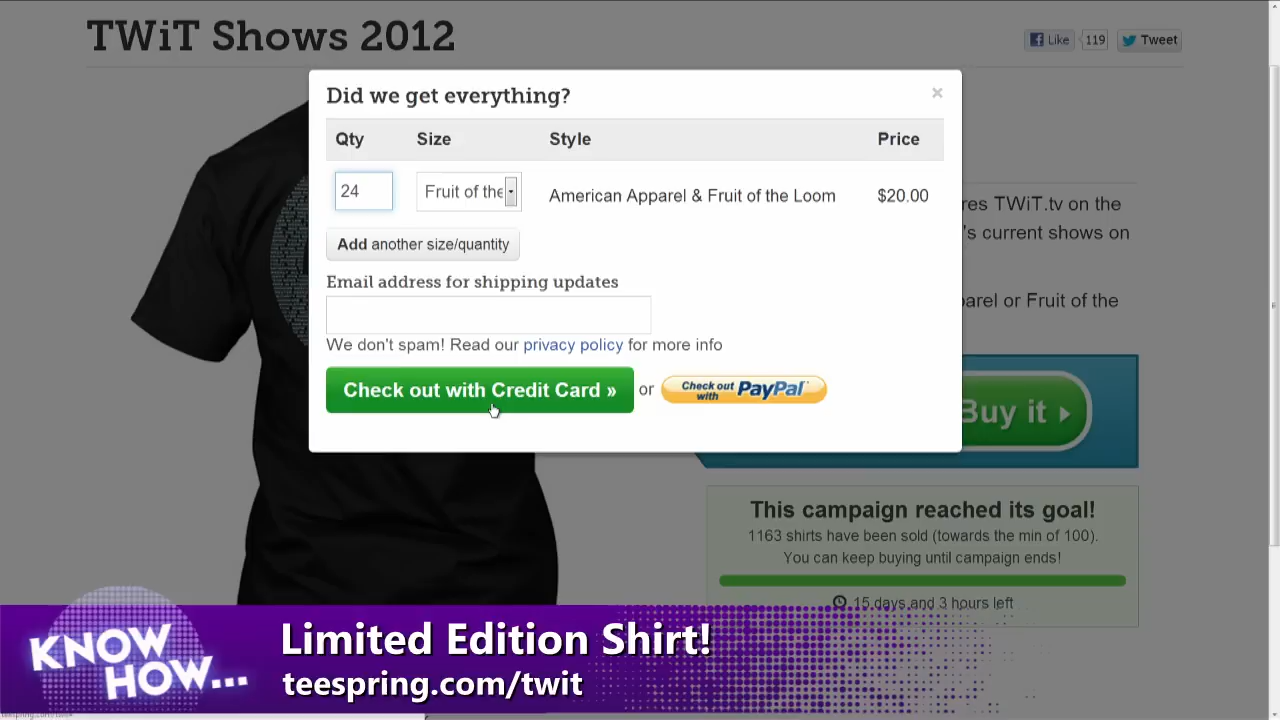 TWiT Shows 2012
Like 119 Tweet
Did we get everything?
×
Qty Size Style Price
24 Fruit of the American Apparel & Fruit of the Loom $20.00
Add another size/quantity
Email address for shipping updates
We don't spam! Read our privacy policy for more info
Check out with Credit Card » or Check out with PayPal
res TWiT.tv on the
's current shows on
parel or Fruit of the
Buy it
This campaign reached its goal!
1163 shirts have been sold (towards the min of 100).
You can keep buying until campaign ends!
15 days and 3 hours left
KNOW
HOW...
Limited Edition Shirt!
teespring.com/twit